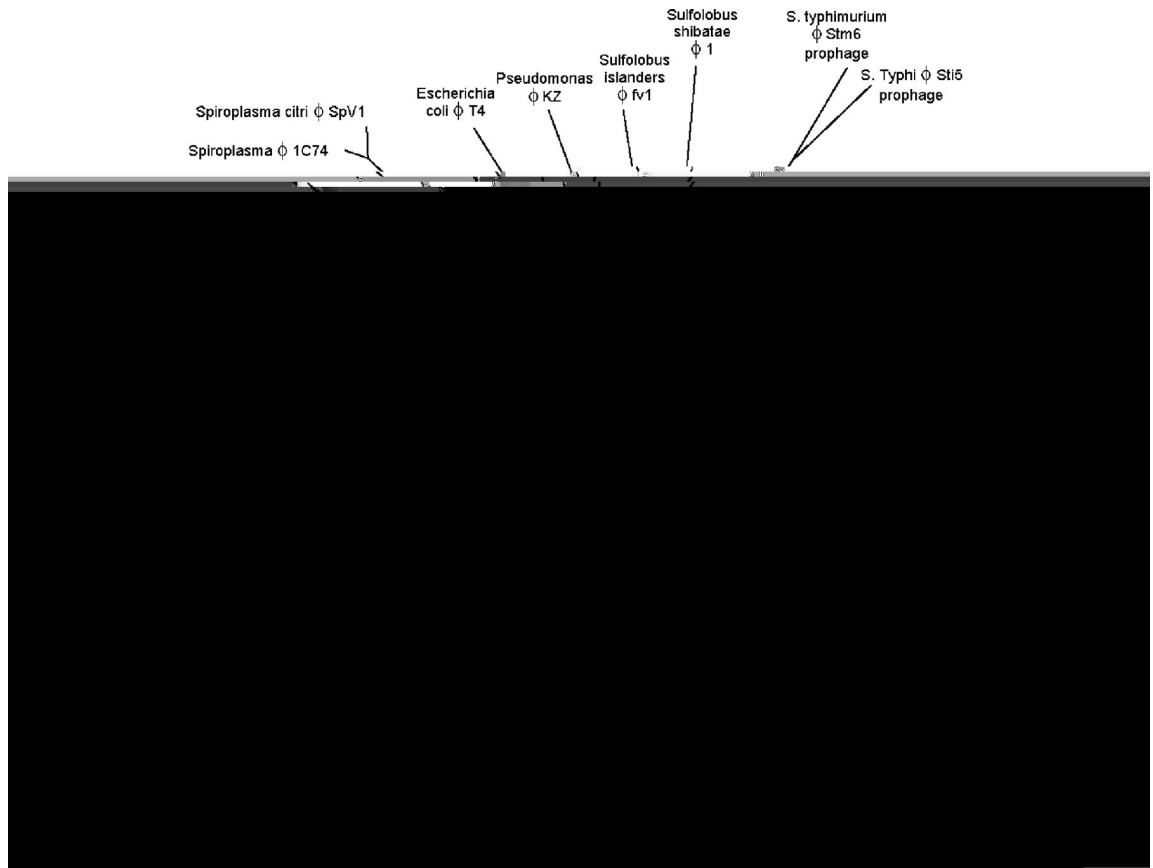 Sulfolobus
shibatae
ϕ 1
S. typhimurium
ϕ Stm6
prophage
Sulfolobus
islanders
ϕ fv1
S. Typhi ϕ Sti5
prophage
Pseudomonas
ϕ KZ
Escherichia
coli ϕ T4
Spiroplasma citri ϕ SpV1
Spiroplasma ϕ 1C74